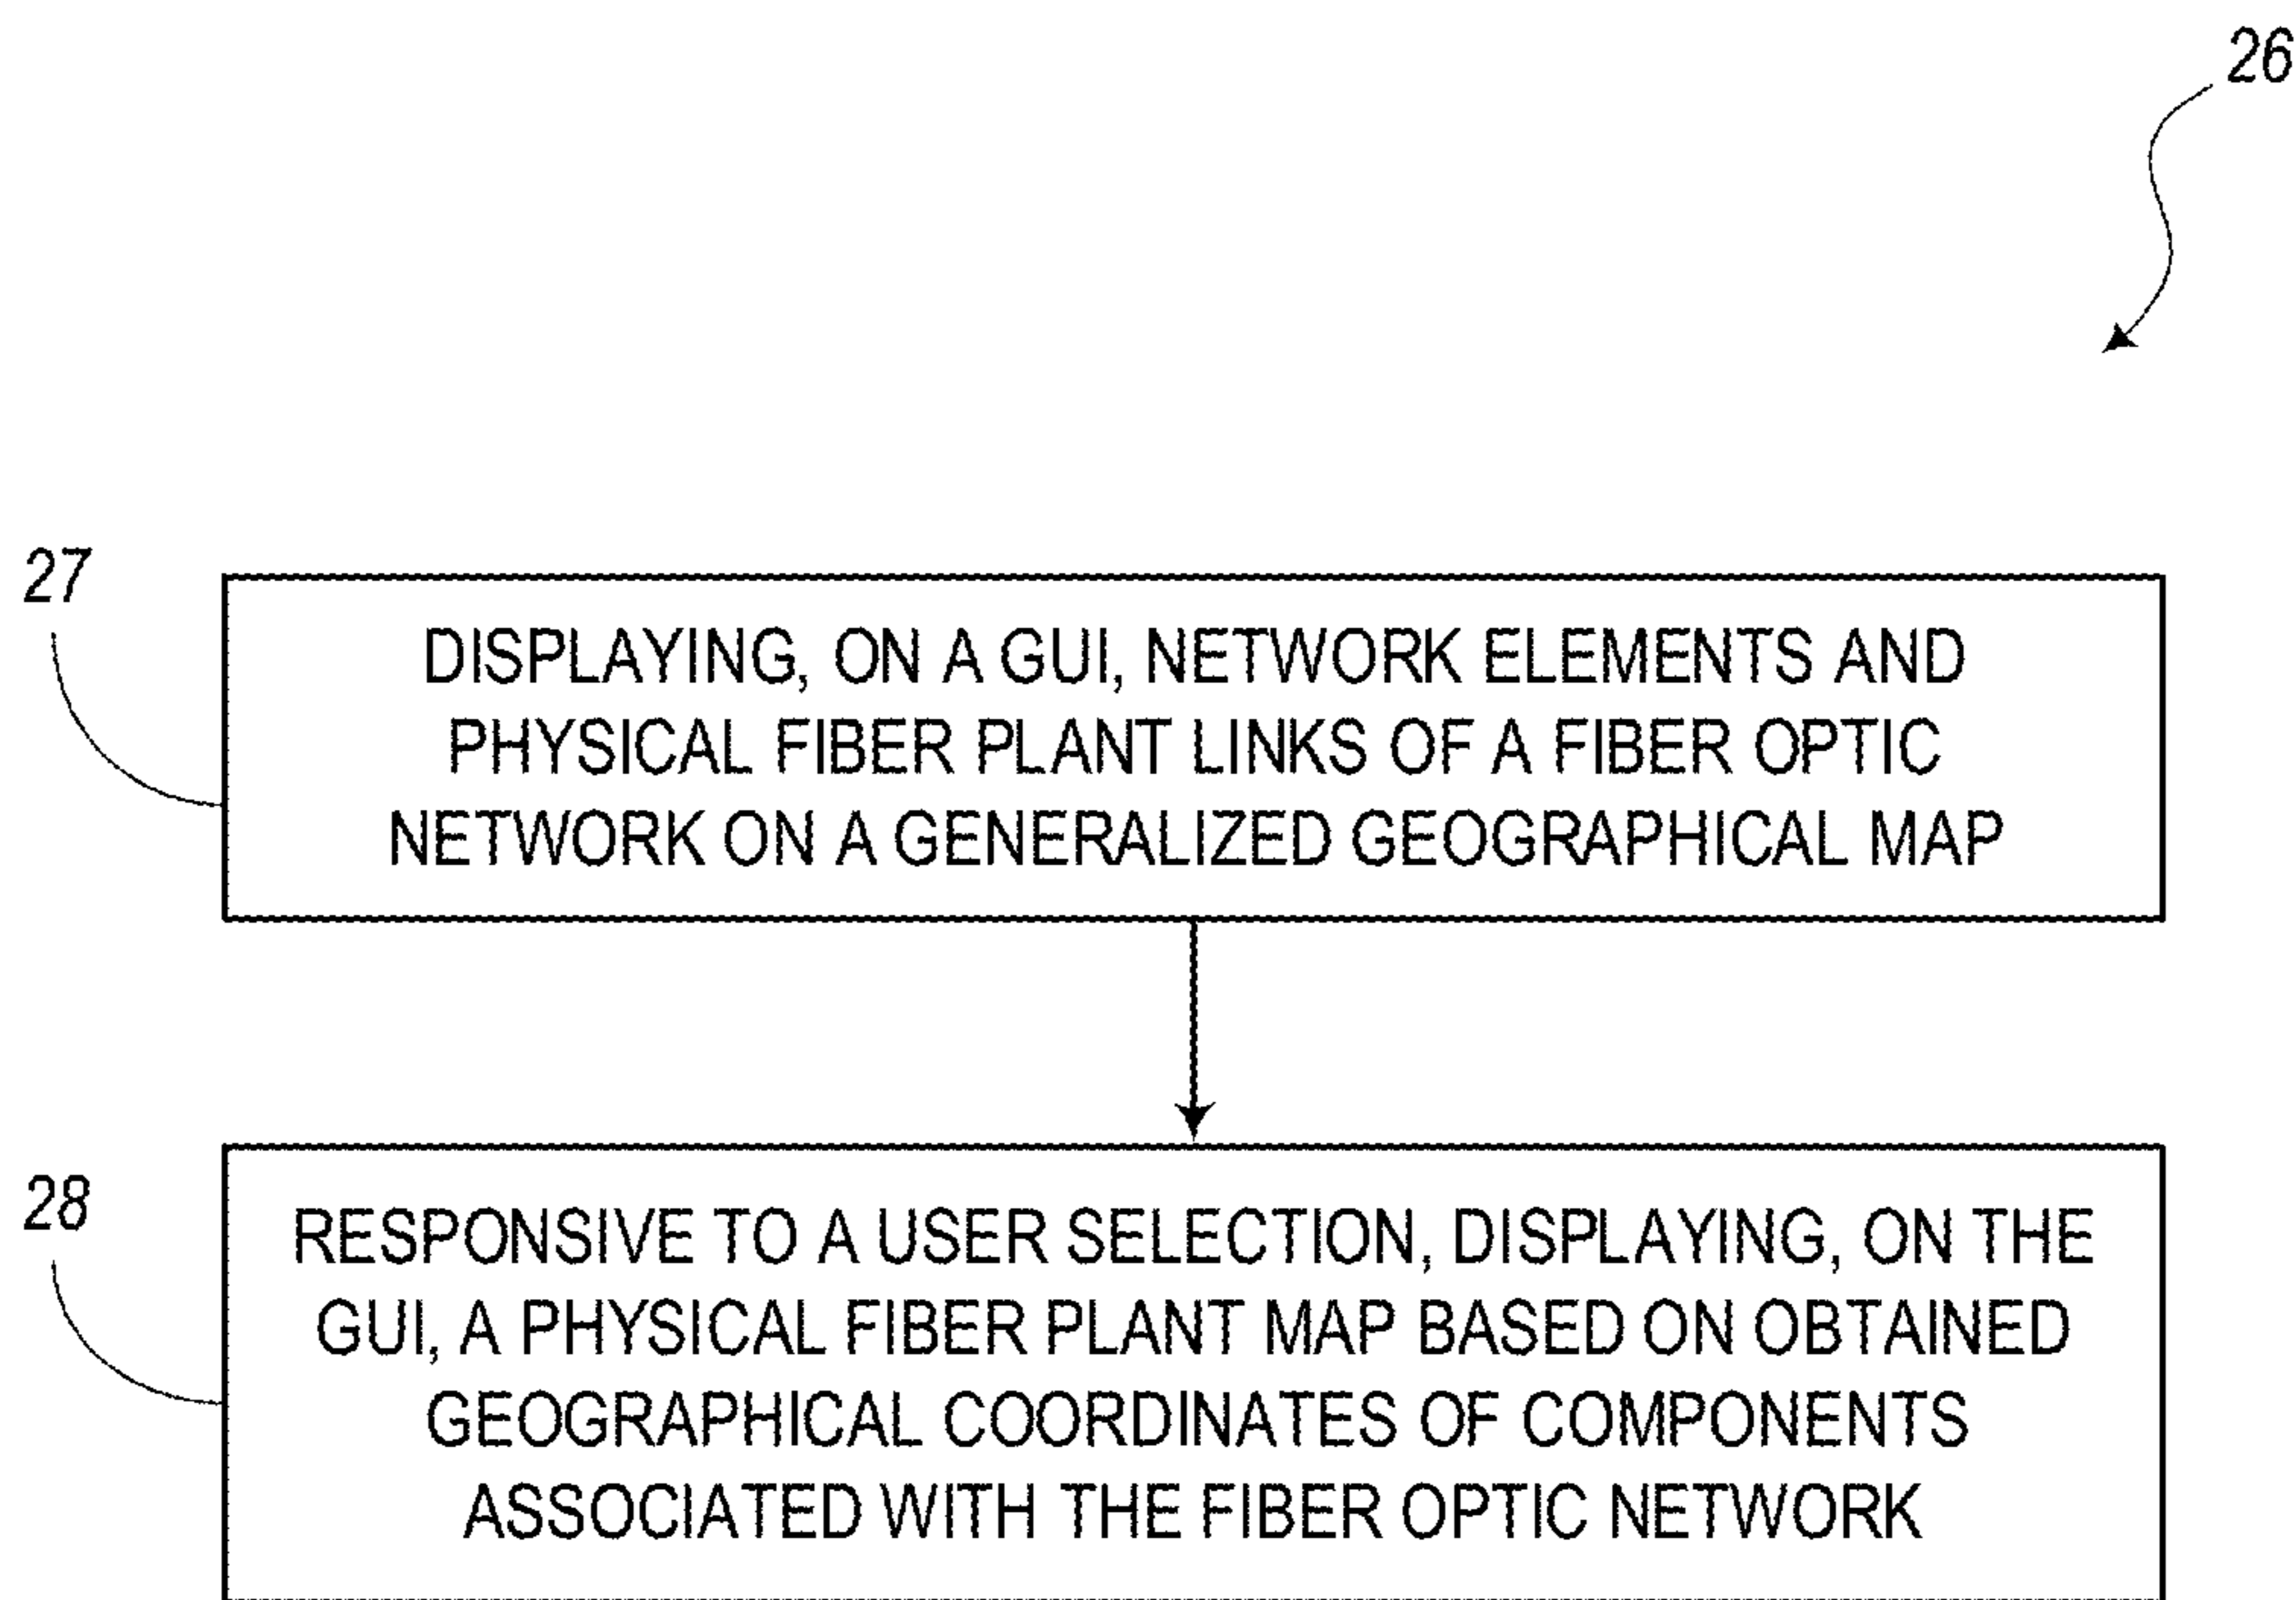 26
27
DISPLAYING, ON A GUI, NETWORK ELEMENTS AND
PHYSICAL FIBER PLANT LINKS OF A FIBER OPTIC
NETWORK ON A GENERALIZED GEOGRAPHICAL MAP
28
RESPONSIVE TO A USER SELECTION, DISPLAYING, ON THE
GUI, A PHYSICAL FIBER PLANT MAP BASED ON OBTAINED
GEOGRAPHICAL COORDINATES OF COMPONENTS
ASSOCIATED WITH THE FIBER OPTIC NETWORK